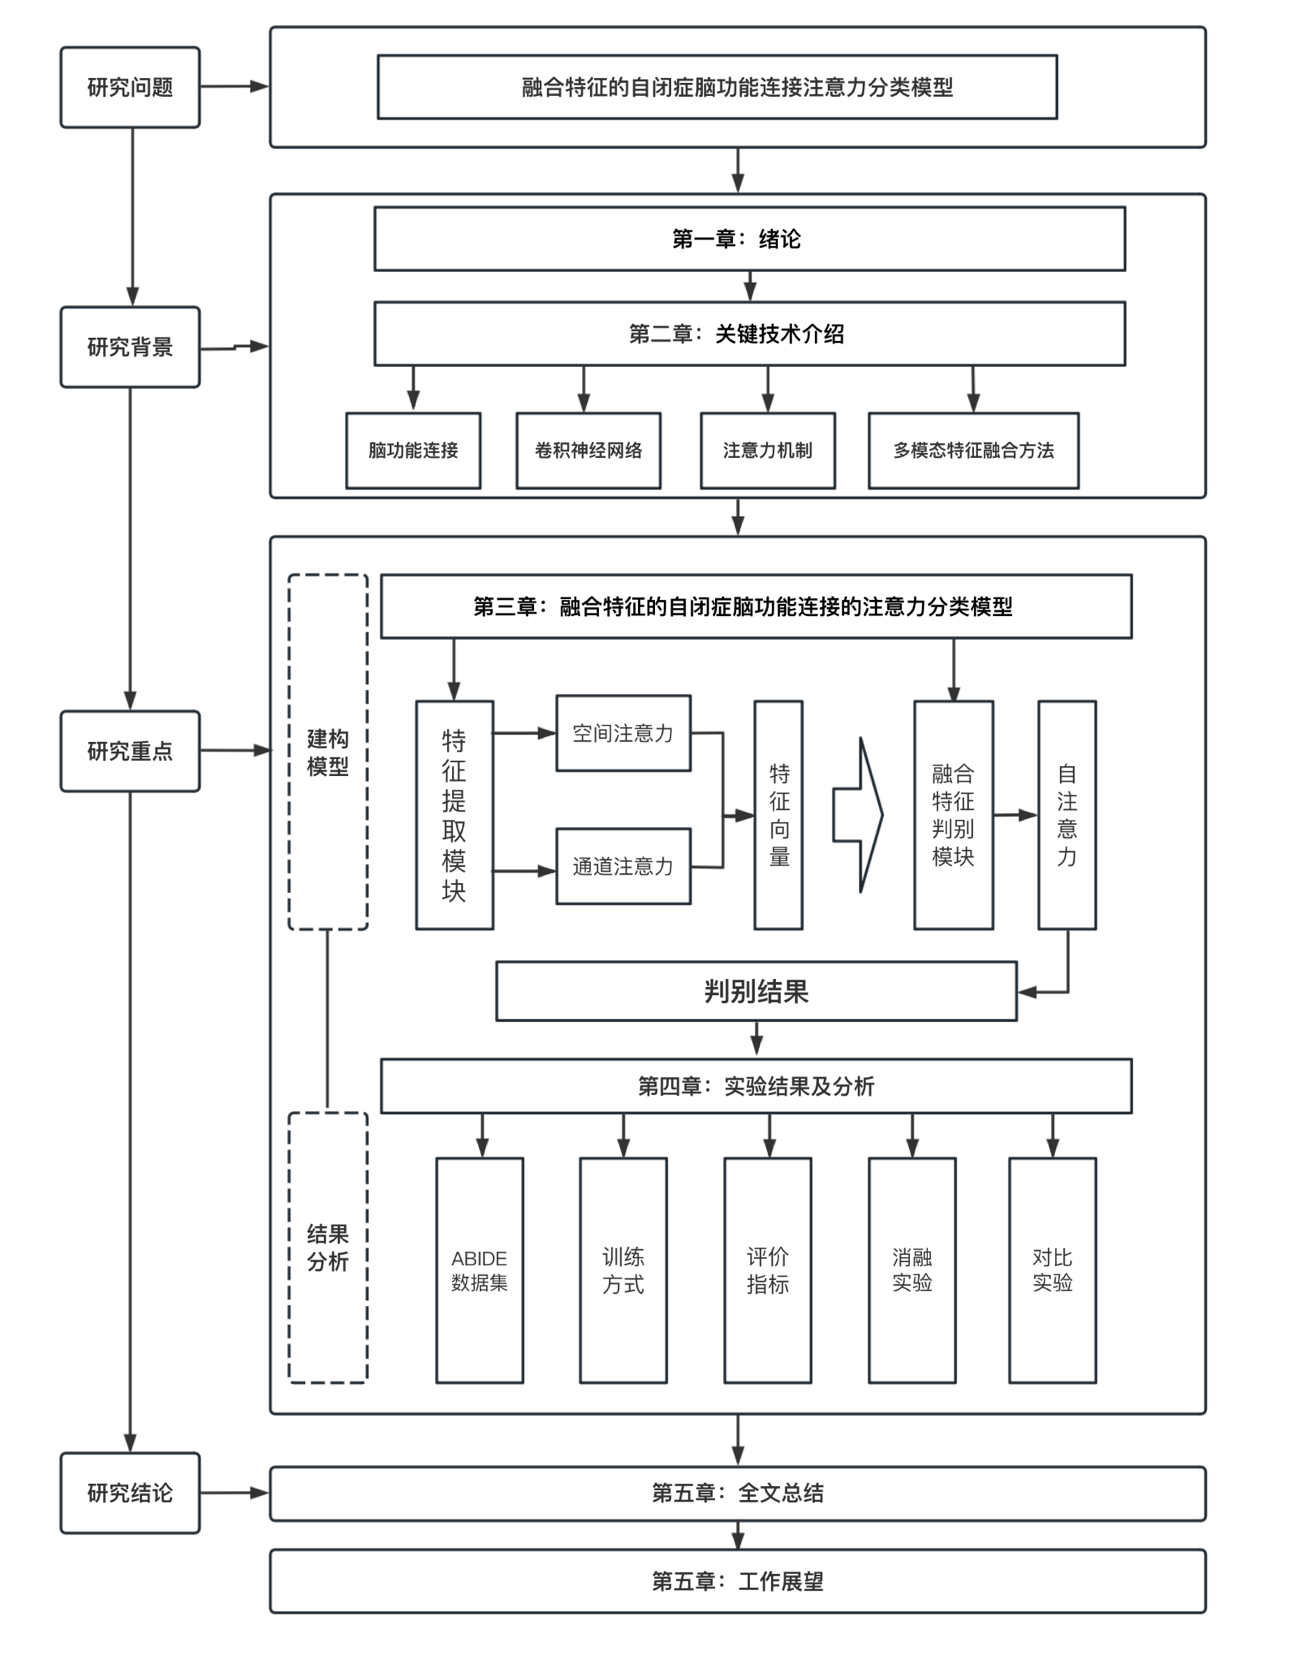 研究问题
融合特征的自闭症脑功能连接注意力分类模型
研究背景
第一章：绪论
第二章：关键技术介绍
脑功能连接
卷积神经网络
注意力机制
多模态特征融合方法
研究重点
建构
模型
第三章：融合特征的自闭症脑功能连接的注意力分类模型
特
征
提
取
模
块
空间注意力
通道注意力
特
征
向
量
融合
特征
判别
模块
自
注
意
力
判别结果
结果
分析
第四章：实验结果及分析
ABIDE
数据集
训练
方式
评价
指标
消融
实验
对比
实验
研究结论
第五章：全文总结
第五章：工作展望